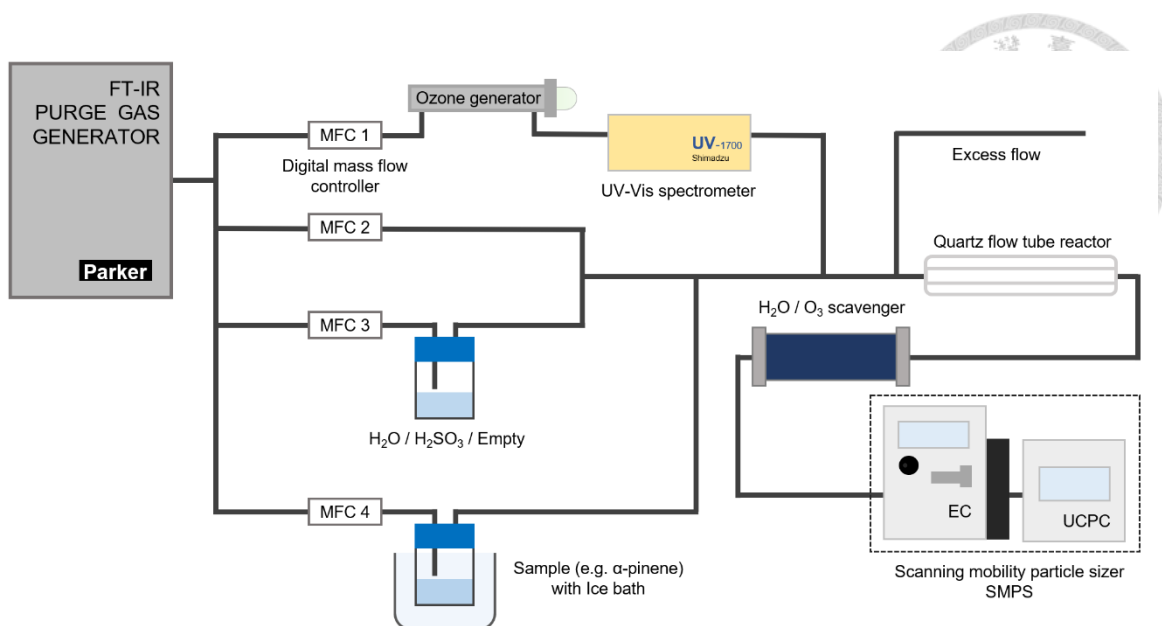 FT-IR
PURGE GAS
GENERATOR
Parker
MFC 1
Digital mass flow
controller
Ozone generator
UV-1700
Shimadzu
UV-Vis spectrometer
Excess flow
MFC 2
Quartz flow tube reactor
MFC 3
H₂O / H₂SO₃ / Empty
H₂O / O₃ scavenger
MFC 4
Sample (e.g. α-pinene)
with Ice bath
EC
UCPC
Scanning mobility particle sizer
SMPS